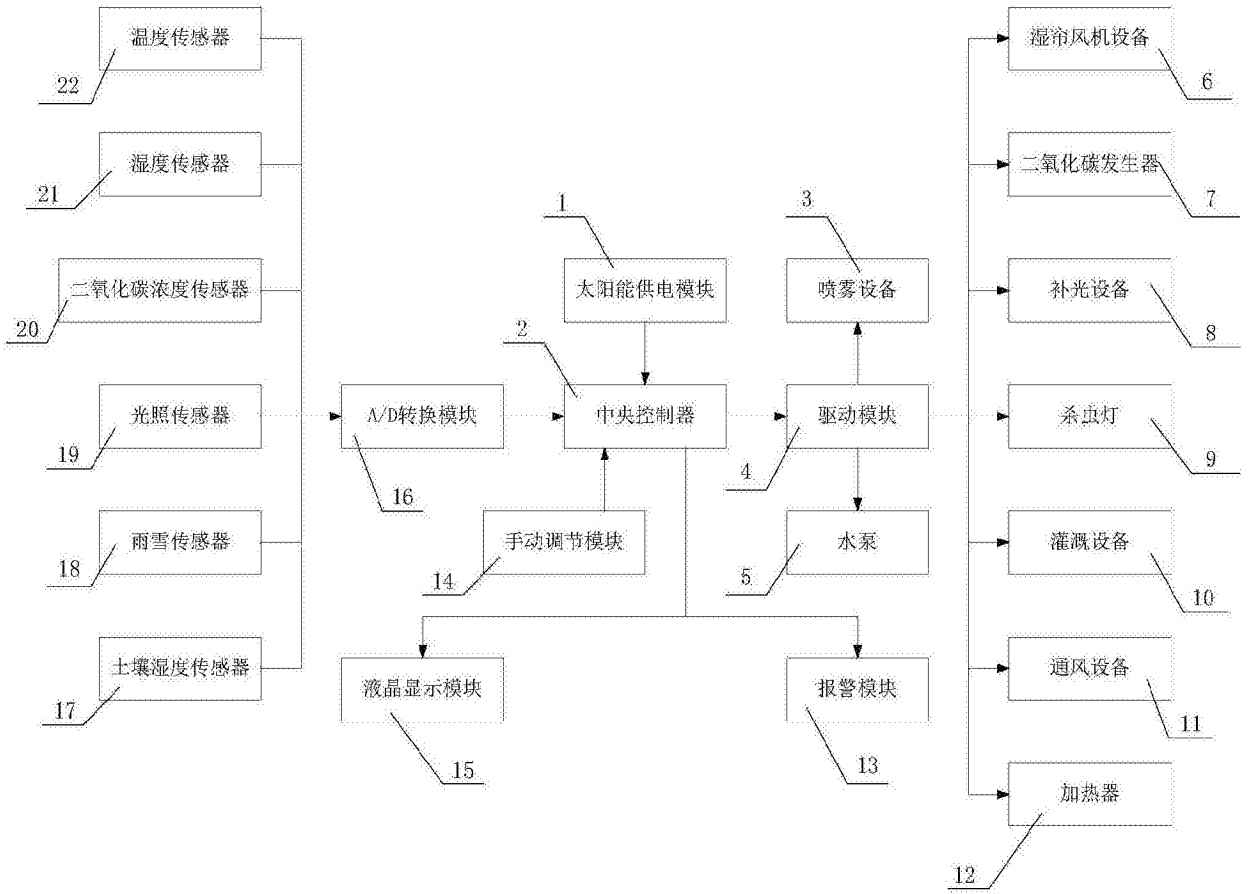 温度传感器
22
湿度传感器
21
二氧化碳浓度传感器
20
光照传感器
19
雨雪传感器
18
土壤湿度传感器
17
A/D转换模块
16
1
太阳能供电模块
2
中央控制器
手动调节模块
14
液晶显示模块
15
3
喷雾设备
驱动模块
4
水泵
5
报警模块
13
湿帘风机设备
6
二氧化碳发生器
7
补光设备
8
杀虫灯
9
灌溉设备
10
通风设备
11
加热器
12